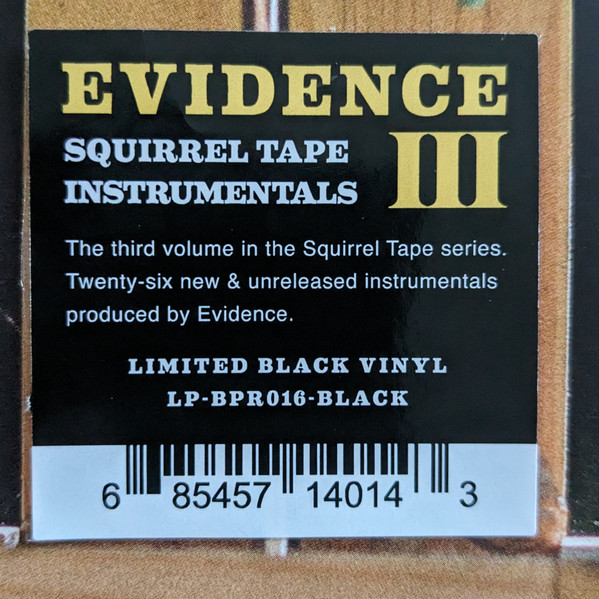 EVIDENCE
SQUIRREL TAPE
INSTRUMENTALS III
The third volume in the Squirrel Tape series.
Twenty-six new & unreleased instrumentals
produced by Evidence.
LIMITED BLACK VINYL
LP-BPR016-BLACK
6 85457 14014 3